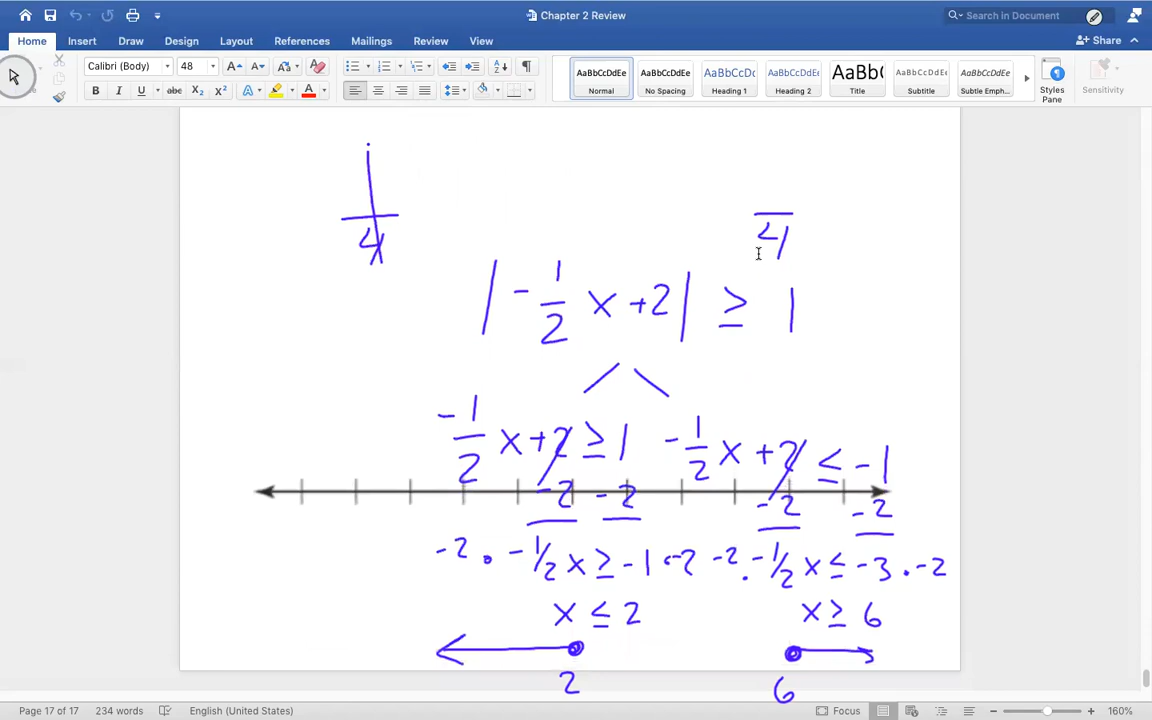 Chapter 2 Review
Search in Document
Home Insert Draw Design Layout References Mailings Review View
Share
Calibri (Body) 48
AaBbCcDdEe AaBbCcDdEe AaBbCcDc AaBbCcDdEe AaBb( AaBbCcDdEe AaBbCcDdEe
Normal No Spacing Heading 1 Heading 2 Title Subtitle Subtle Emph...
Styles Pane
Sensitivity
B I U abc X₂ X² A A
4 4
|-1/2 x +2| ≥ 1
-1/2 x +2 ≥ 1 -1/2 x +2 ≤ -1
-2 -2 -2 -2
-2 · -1/2 x ≥ -1 · -2 -2 · -1/2 x ≤ -3 · -2
x ≤ 2 x ≥ 6
2 6
Page 17 of 17 234 words English (United States) Focus 160%